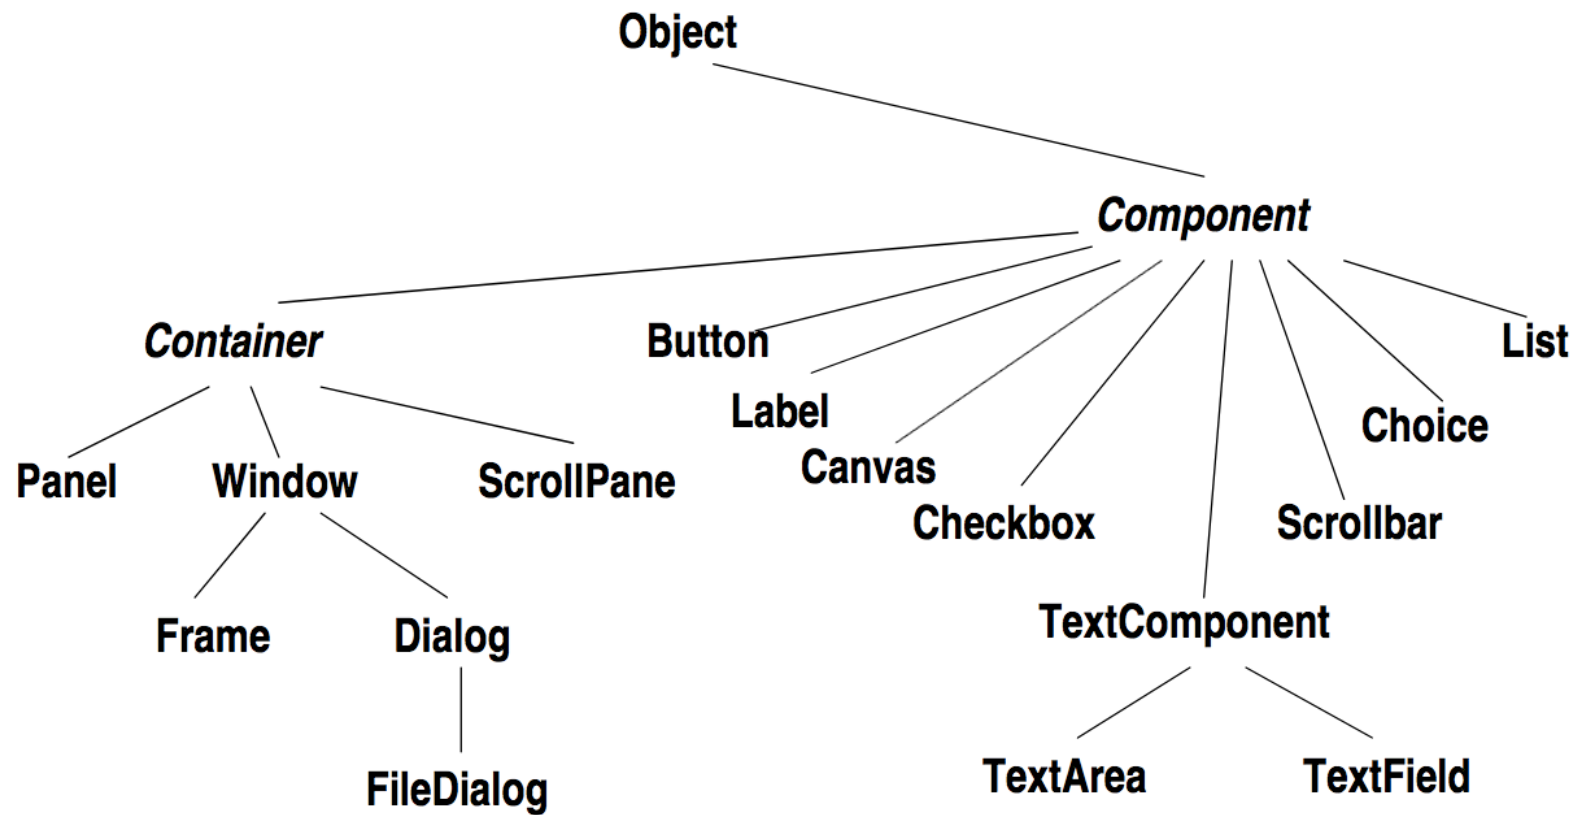 Object
Component
Container
Button
List
Label
Choice
Canvas
Panel
Window
ScrollPane
Checkbox
Scrollbar
TextComponent
Frame
Dialog
TextArea
TextField
FileDialog